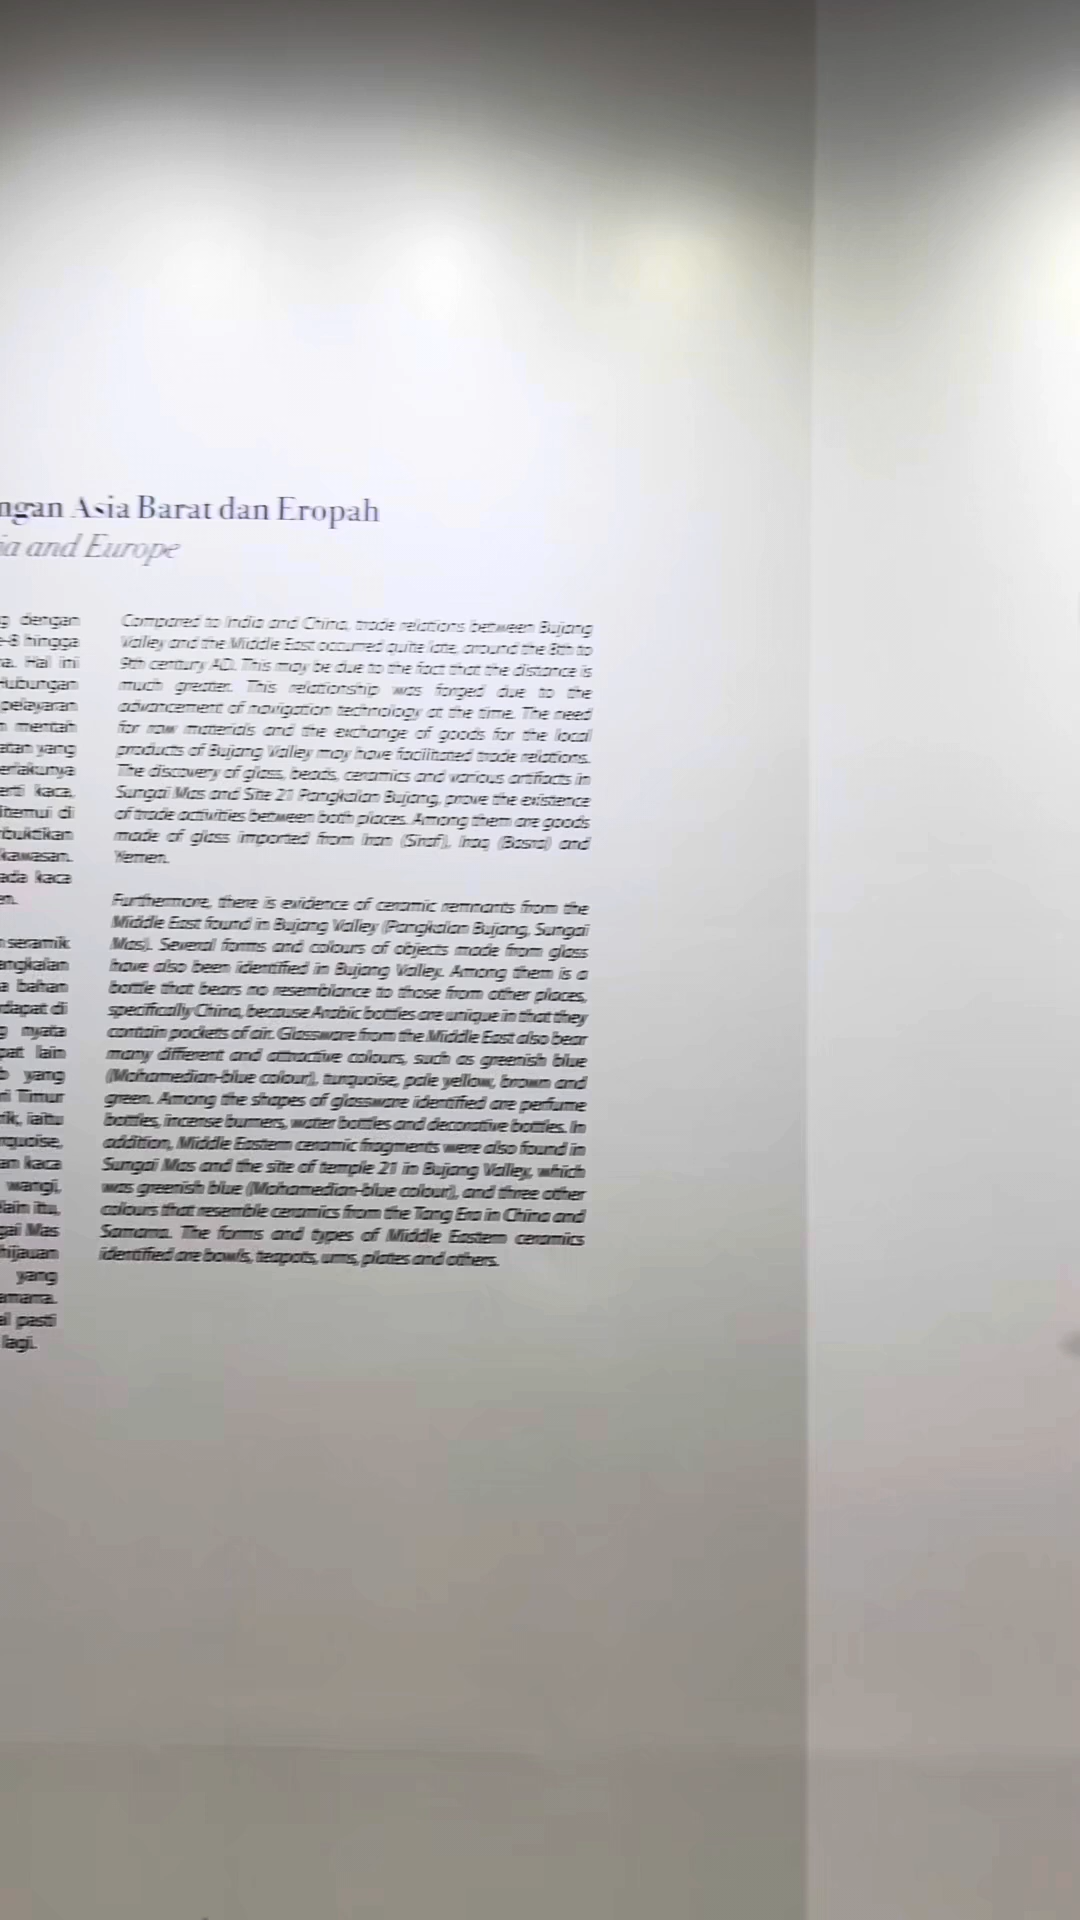 ngan Asia Barat dan Eropah
ia and Europe
g dengan
e-8 hingga
ra. Hal ini
Hubungan
pelayaran
n mentah
atan yang
erlakunya
erti kaca,
ditemui di
buktikan
kawasan.
ada kaca
en.
n seramik
angkalan
a bahan
rdapat di
g nyata
pat lain
b yang
ri Timur
rik, iaitu
rquoise,
an kaca
wangi,
lain itu,
gai Mas
hijauan
yang
amarra.
al pasti
lagi.
Compared to India and China, trade relations between Bujang
Valley and the Middle East occurred quite late, around the 8th to
9th century AD. This may be due to the fact that the distance is
much greater. This relationship was forged due to the
advancement of navigation technology at the time. The need
for raw materials and the exchange of goods for the local
products of Bujang Valley may have facilitated trade relations.
The discovery of glass, beads, ceramics and various artifacts in
Sungai Mas and Site 21 Pangkalan Bujang, prove the existence
of trade activities between both places. Among them are goods
made of glass imported from Iran (Siraf), Iraq (Basra) and
Yemen.
Furthermore, there is evidence of ceramic remnants from the
Middle East found in Bujang Valley (Pangkalan Bujang, Sungai
Mas). Several forms and colours of objects made from glass
have also been identified in Bujang Valley. Among them is a
bottle that bears no resemblance to those from other places,
specifically China, because Arabic bottles are unique in that they
contain pockets of air. Glassware from the Middle East also bear
many different and attractive colours, such as greenish blue
(Mohamedian-blue colour), turquoise, pale yellow, brown and
green. Among the shapes of glassware identified are perfume
bottles, incense burners, water bottles and decorative bottles. In
addition, Middle Eastern ceramic fragments were also found in
Sungai Mas and the site of temple 21 in Bujang Valley, which
was greenish blue (Mohamedian-blue colour), and three other
colours that resemble ceramics from the Tang Era in China and
Samarra. The forms and types of Middle Eastern ceramics
identified are bowls, teapots, urns, plates and others.